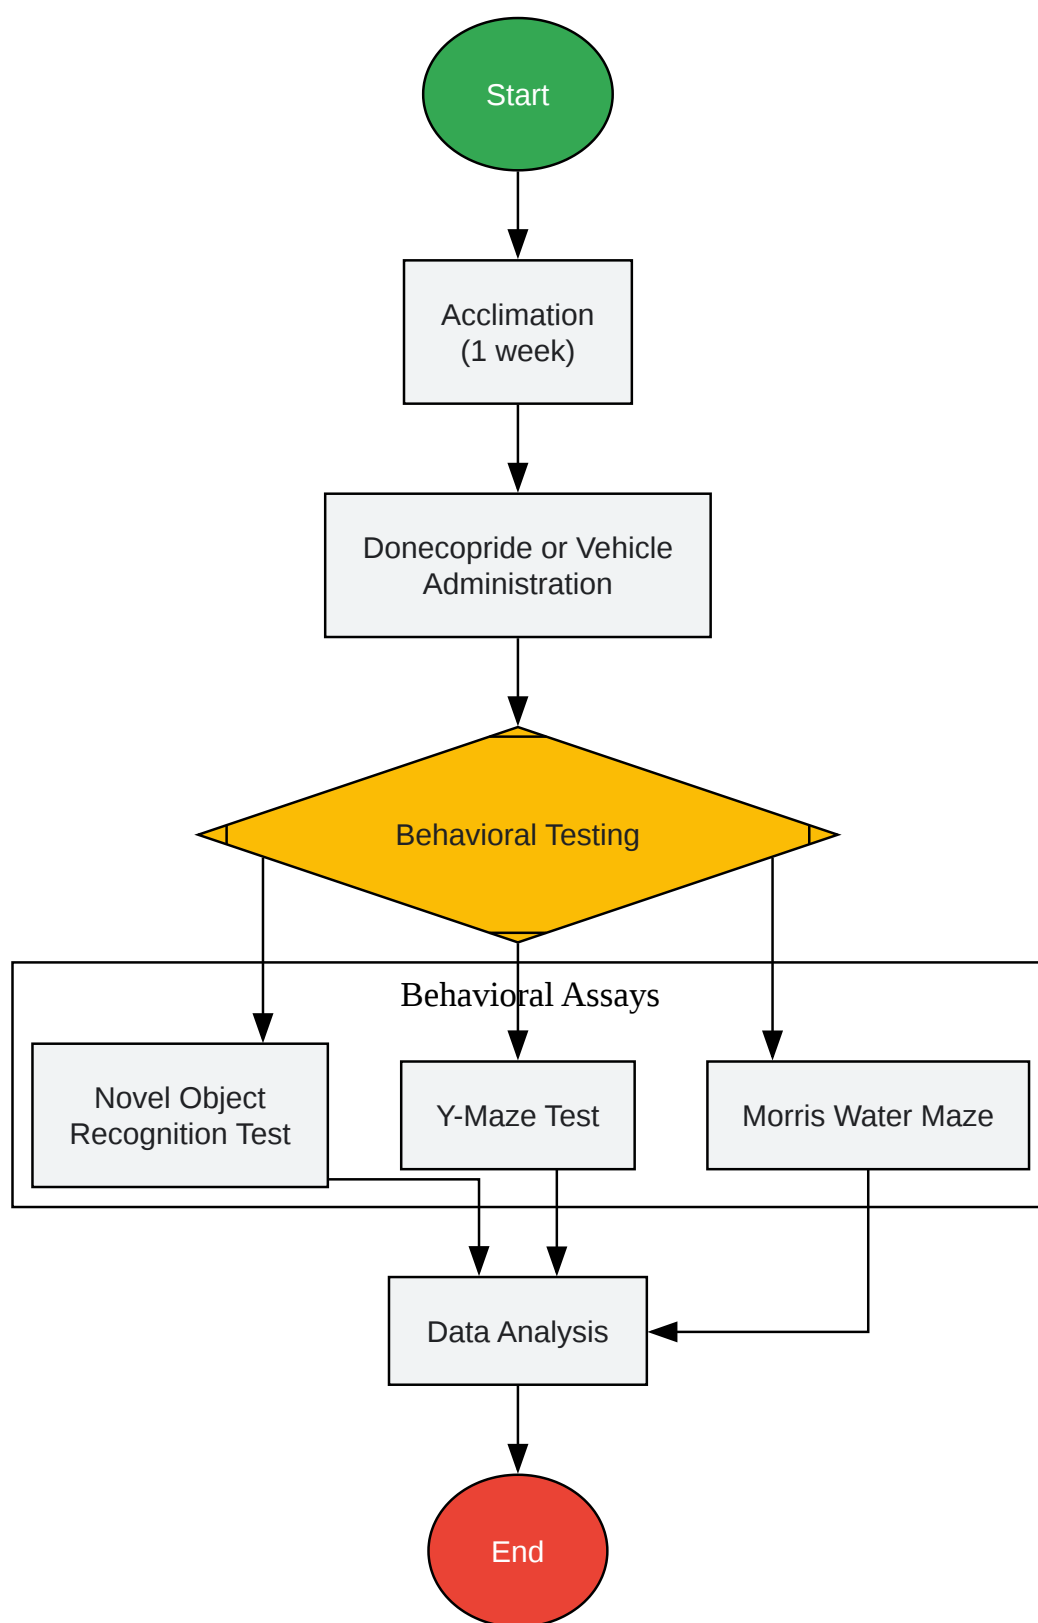 Start
Acclimation
(1 week)
Donecopride or Vehicle
Administration
Behavioral Testing
Behavioral Assays
Novel Object
Recognition Test
Y-Maze Test
Morris Water Maze
Data Analysis
End